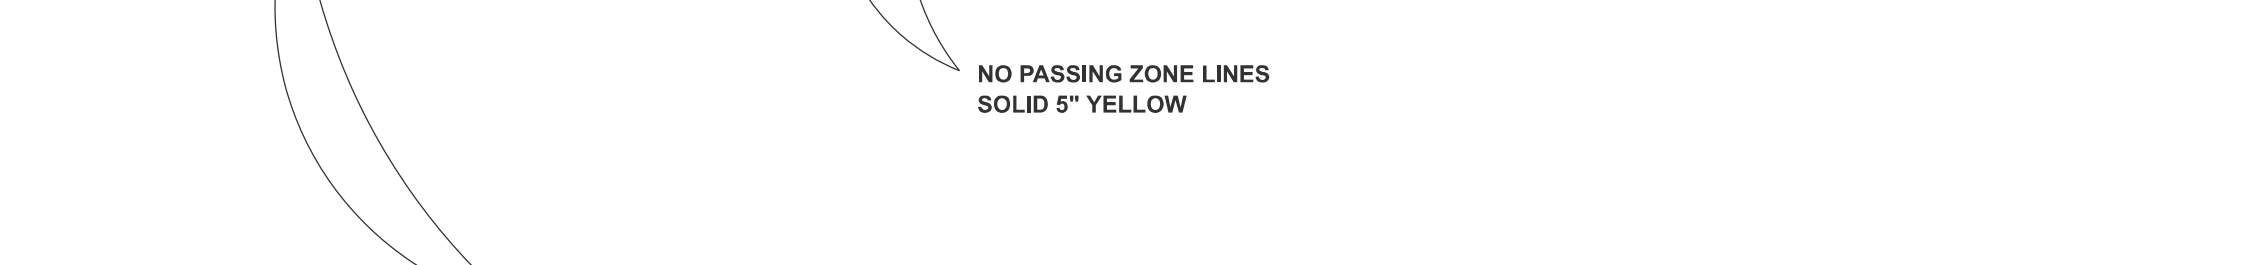 NO PASSING ZONE LINES
SOLID 5" YELLOW